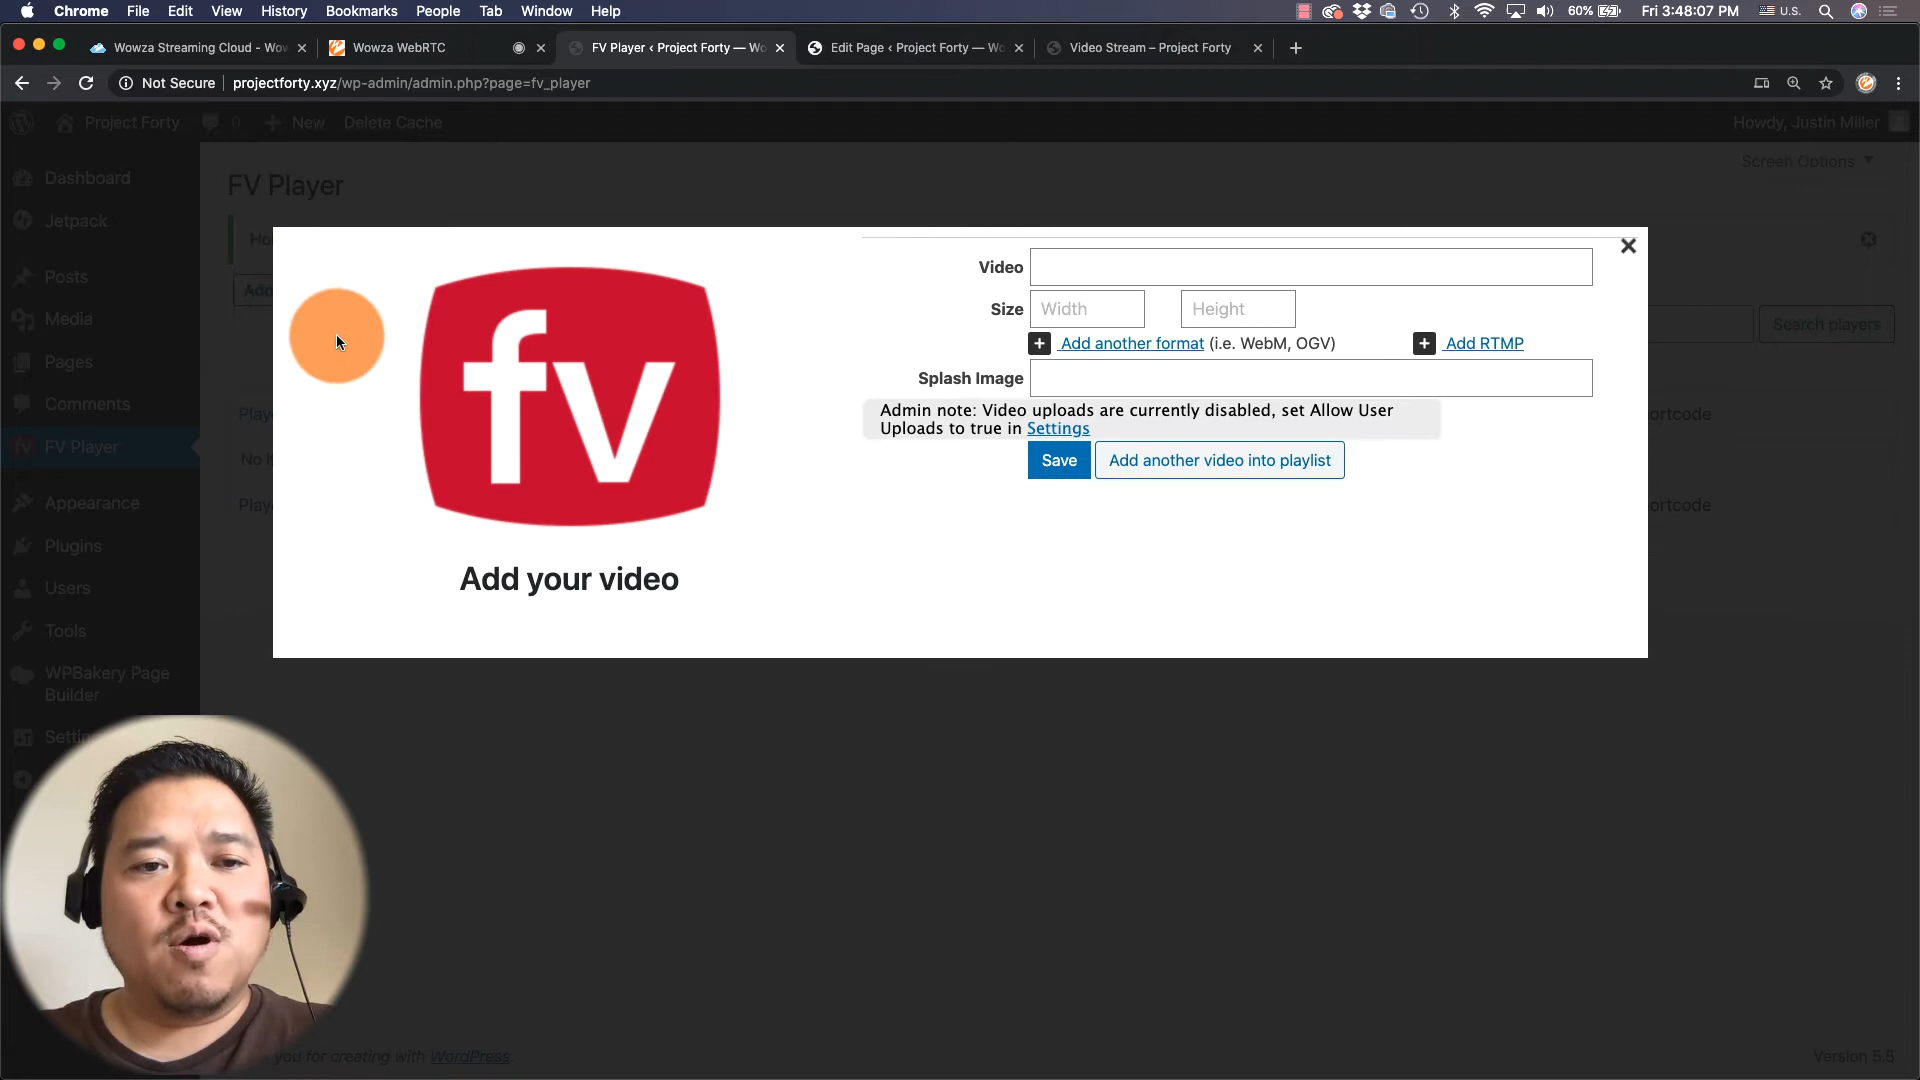 Chrome File Edit View History Bookmarks People Tab Window Help
60% Fri 3:48:07 PM U.S.
Wowza Streaming Cloud - Wow
Wowza WebRTC
FV Player ‹ Project Forty — Wo
Edit Page ‹ Project Forty — Wo
Video Stream – Project Forty
Not Secure projectforty.xyz/wp-admin/admin.php?page=fv_player
Project Forty 0 New Delete Cache
Howdy, Justin Miller
Screen Options
Dashboard
Jetpack
Posts
Media
Pages
Comments
FV Player
Appearance
Plugins
Users
Tools
WPBakery Page
Builder
FV Player
Search players
fv
Add your video
Video
Size Width Height
Add another format (i.e. WebM, OGV) Add RTMP
Splash Image
Admin note: Video uploads are currently disabled, set Allow User
Uploads to true in Settings
Save Add another video into playlist
you for creating with WordPress.
Version 5.5